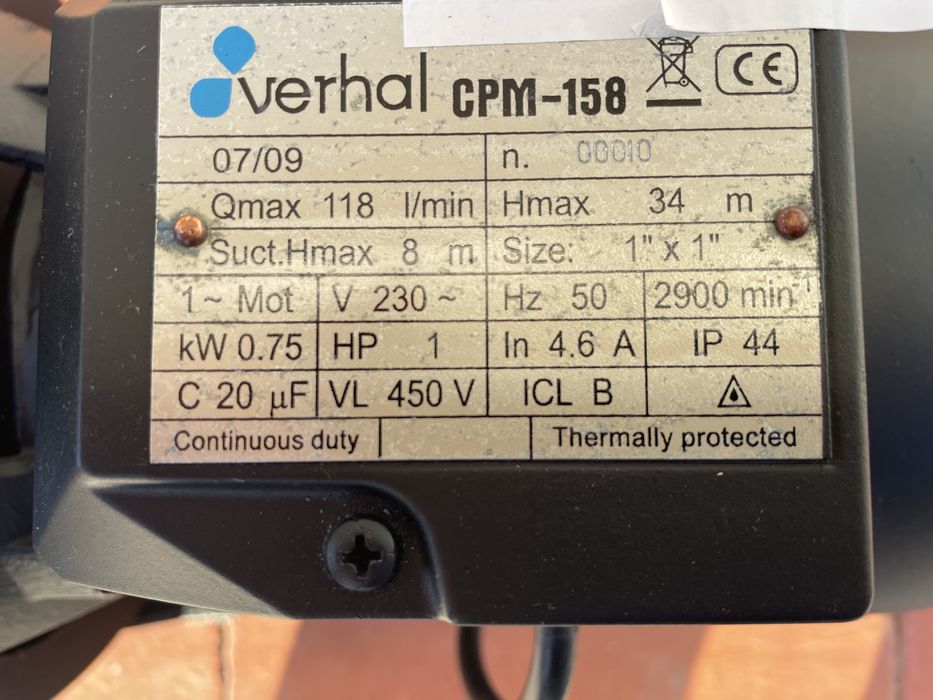 verhal CPM-158 CE
07/09 n. 00010
Qmax 118 l/min Hmax 34 m
Suct.Hmax 8 m Size: 1" x 1"
1~ Mot V 230 ~ Hz 50 2900 min-1
kW 0.75 HP 1 In 4.6 A IP 44
C 20 µF VL 450 V ICL B
Continuous duty Thermally protected